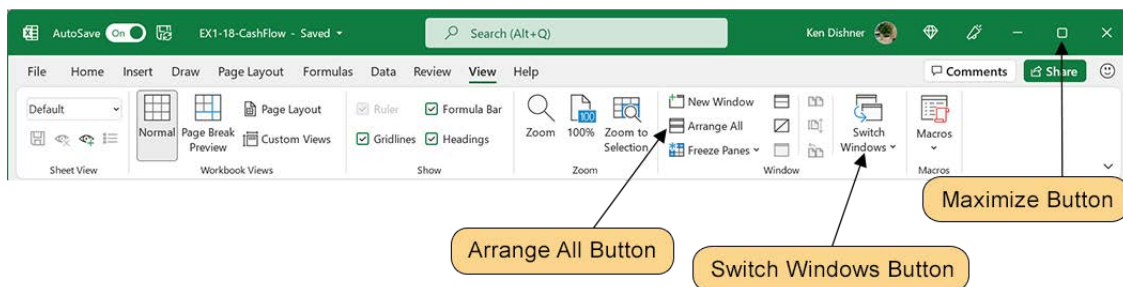 AutoSave On EX1-18-CashFlow - Saved Search (Alt+Q) Ken Dishner
File Home Insert Draw Page Layout Formulas Data Review View Help Comments Share
Default
Normal
Page Break
Preview
Page Layout
Custom Views
Ruler
Formula Bar
Gridlines
Headings
Zoom
100
100%
Zoom to
Selection
New Window
Arrange All
Freeze Panes
Switch
Windows
Macros
Sheet View Workbook Views Show Zoom Window Macros
Maximize Button
Arrange All Button
Switch Windows Button